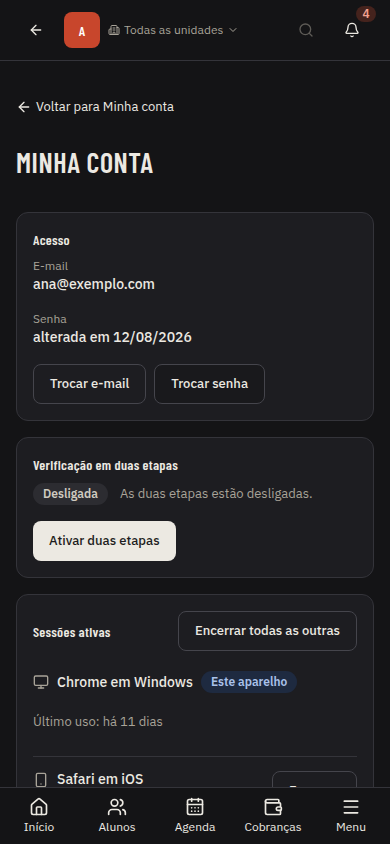 A
Todas as unidades
4
Voltar para Minha conta
MINHA CONTA
Acesso
E-mail
ana@exemplo.com
Senha
alterada em 12/08/2026
Trocar e-mail
Trocar senha
Verificação em duas etapas
Desligada
As duas etapas estão desligadas.
Ativar duas etapas
Sessões ativas
Encerrar todas as outras
Chrome em Windows
Este aparelho
Último uso: há 11 dias
Safari em iOS
Início
Alunos
Agenda
Cobranças
Menu